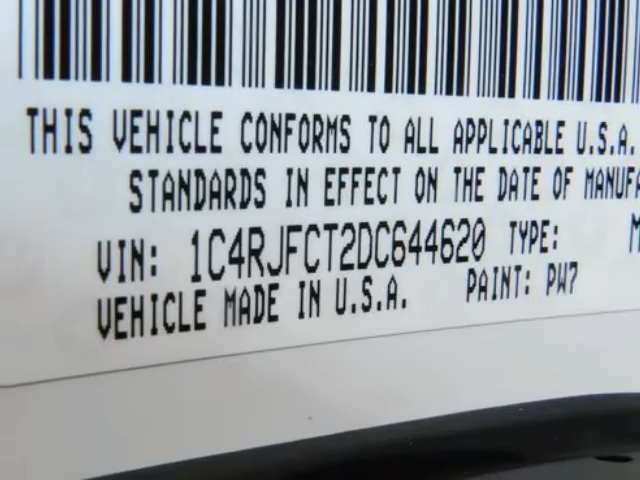 THIS VEHICLE CONFORMS TO ALL APPLICABLE U.S.A.
STANDARDS IN EFFECT ON THE DATE OF
VIN: 1C4RJFCT2DC644620 TYPE:
VEHICLE MADE IN U.S.A. PAINT: PW7